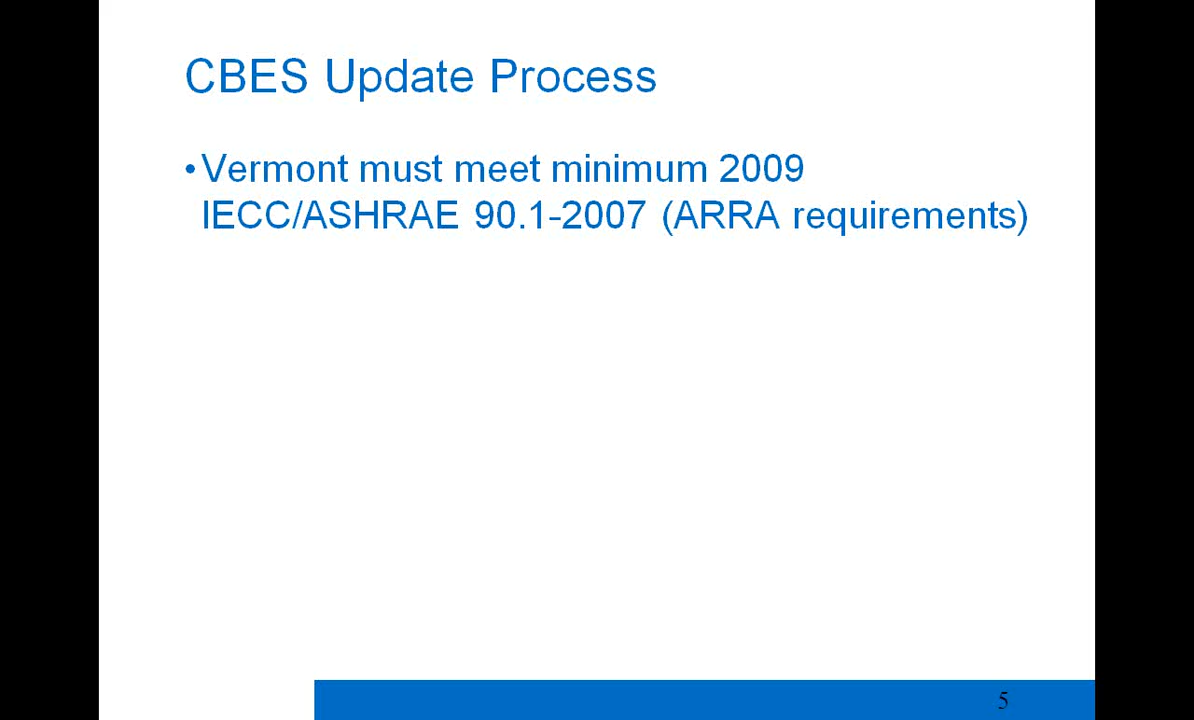 CBES Update Process
•Vermont must meet minimum 2009
IECC/ASHRAE 90.1-2007 (ARRA requirements)
5